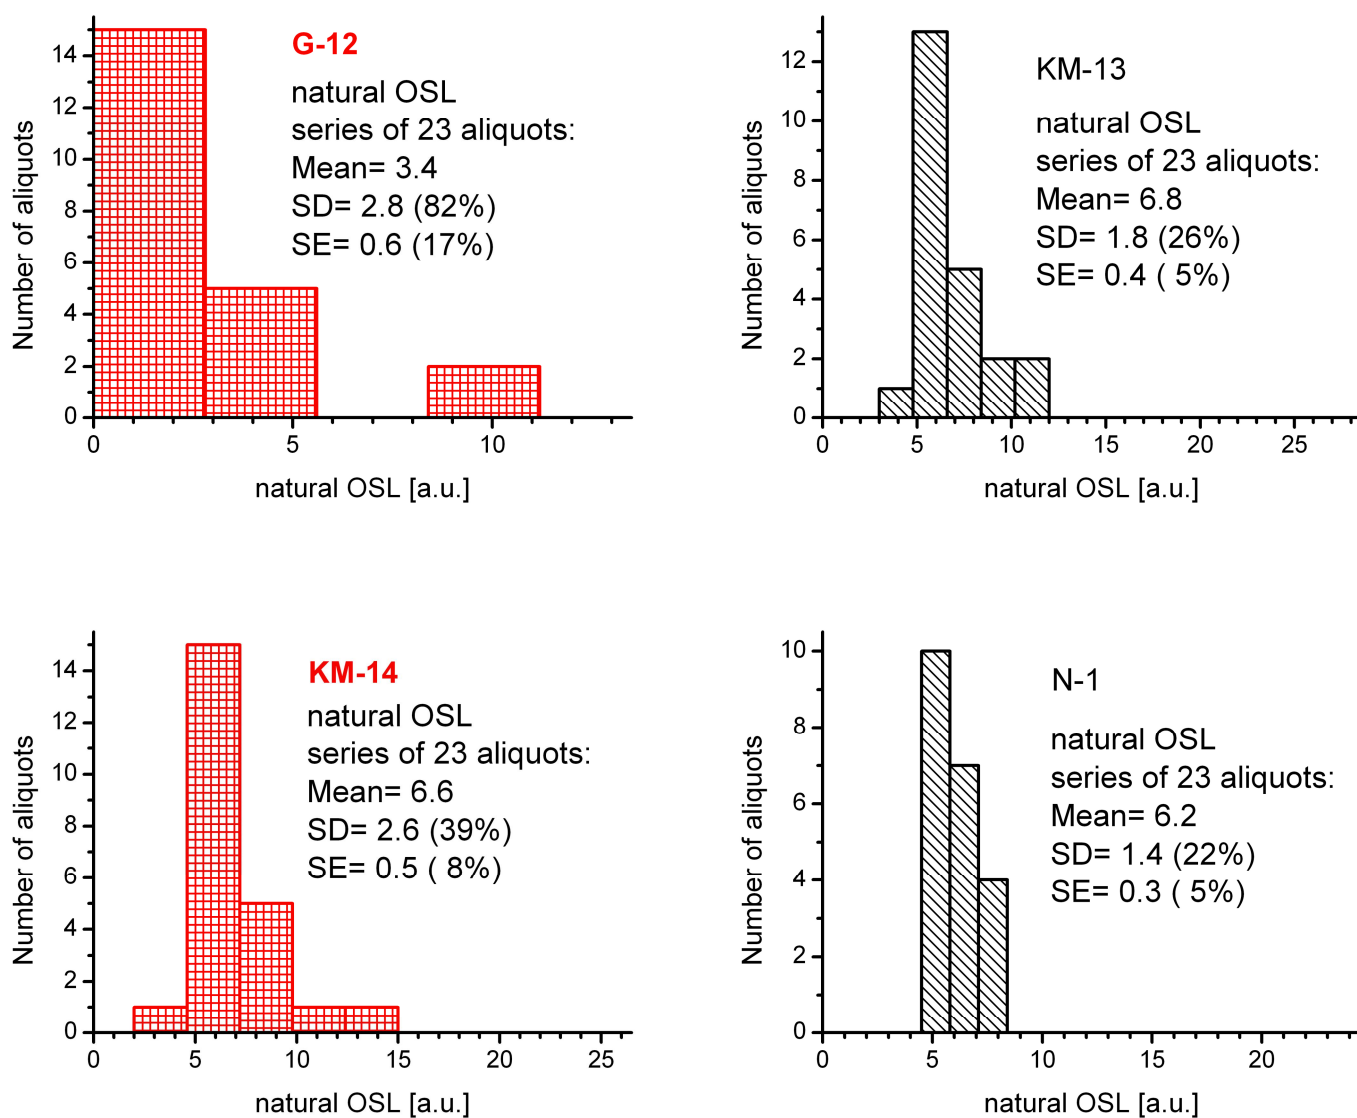 G-12
natural OSL
series of 23 aliquots:
Mean= 3.4
SD= 2.8 (82%)
SE= 0.6 (17%)
Number of aliquots
14
12
10
8
6
4
2
0
0 5 10
natural OSL [a.u.]
KM-13
natural OSL
series of 23 aliquots:
Mean= 6.8
SD= 1.8 (26%)
SE= 0.4 ( 5%)
Number of aliquots
12
10
8
6
4
2
0
0 5 10 15 20 25
natural OSL [a.u.]
KM-14
natural OSL
series of 23 aliquots:
Mean= 6.6
SD= 2.6 (39%)
SE= 0.5 ( 8%)
Number of aliquots
14
12
10
8
6
4
2
0
0 5 10 15 20 25
natural OSL [a.u.]
N-1
natural OSL
series of 23 aliquots:
Mean= 6.2
SD= 1.4 (22%)
SE= 0.3 ( 5%)
Number of aliquots
10
8
6
4
2
0
0 5 10 15 20
natural OSL [a.u.]